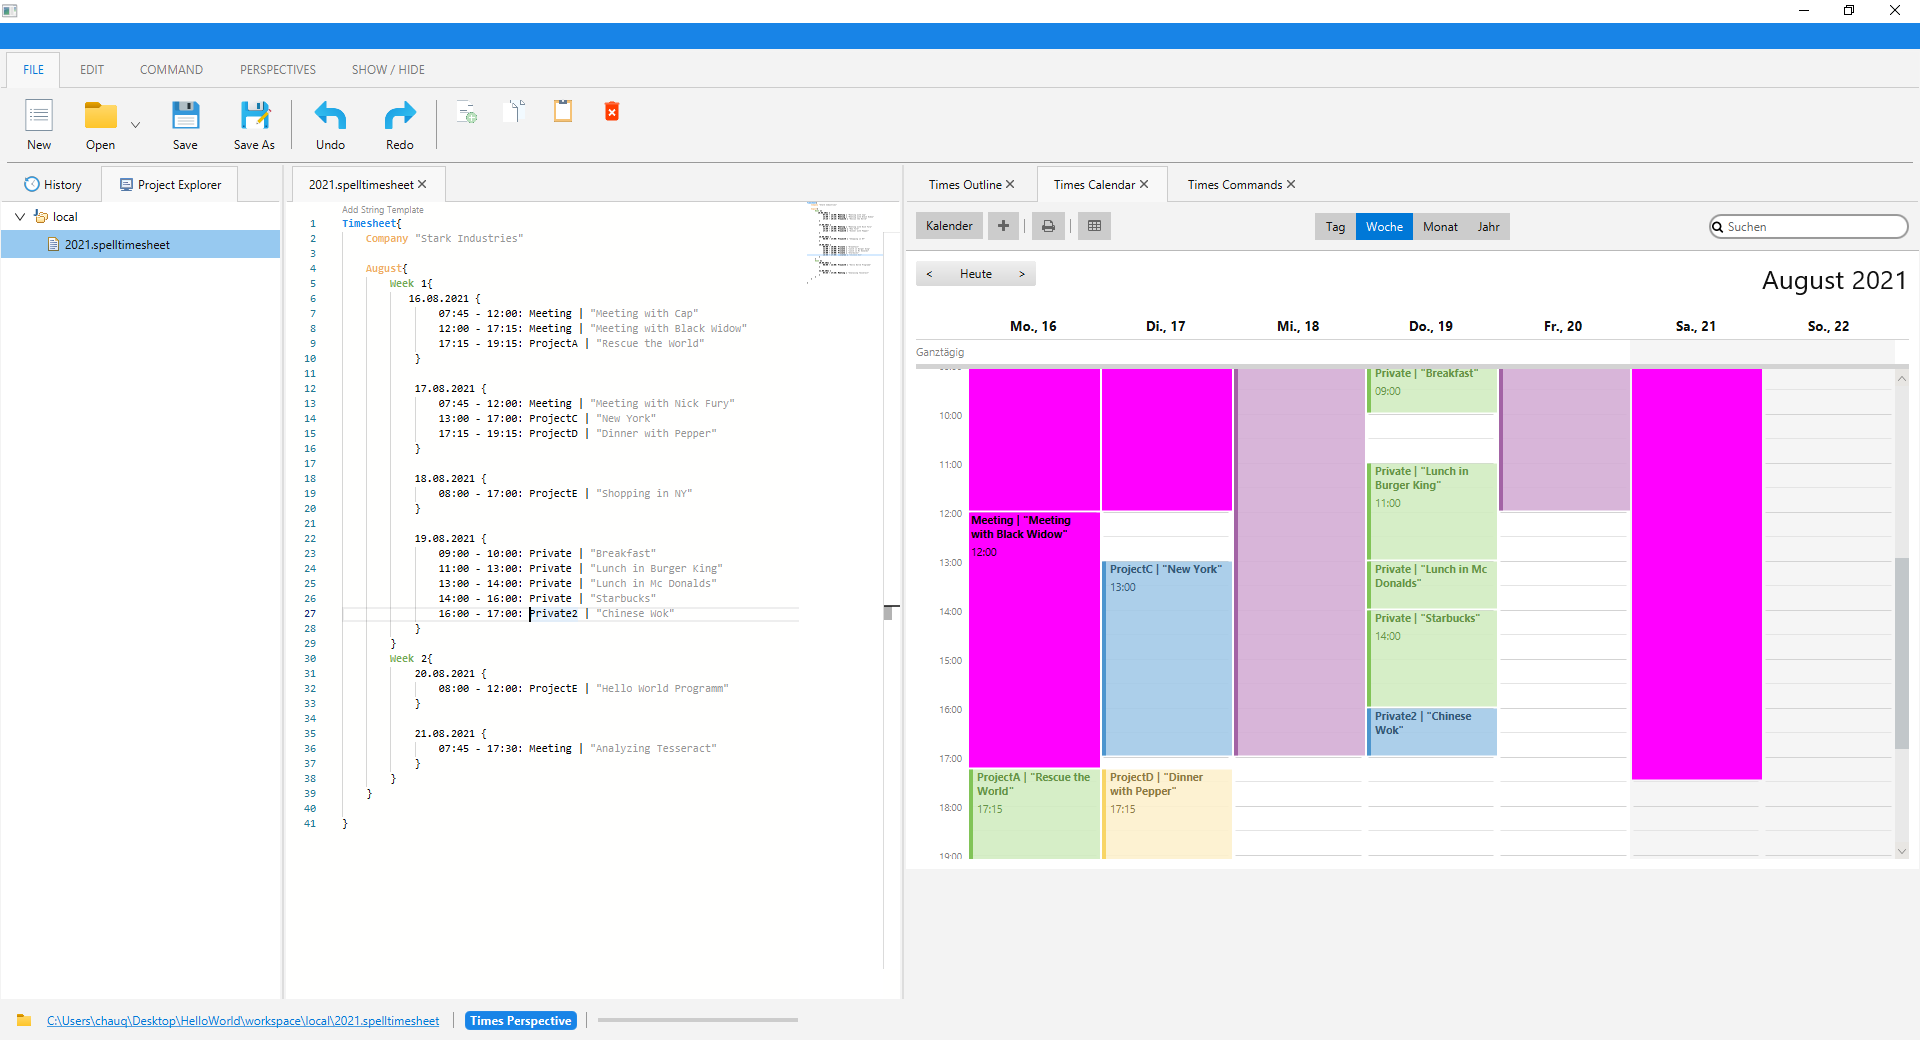 FILE EDIT COMMAND PERSPECTIVES SHOW / HIDE
New Open Save Save As Undo Redo
History Project Explorer
local
2021.spelltimesheet
2021.spelltimesheet
Add String Template
1 Timesheet{
2 Company "Stark Industries"
3
4 August{
5 Week 1{
6 16.08.2021 {
7 07:45 - 12:00: Meeting | "Meeting with Cap"
8 12:00 - 17:15: Meeting | "Meeting with Black Widow"
9 17:15 - 19:15: ProjectA | "Rescue the World"
10 }
11
12 17.08.2021 {
13 07:45 - 12:00: Meeting | "Meeting with Nick Fury"
14 13:00 - 17:00: ProjectC | "New York"
15 17:15 - 19:15: ProjectD | "Dinner with Pepper"
16 }
17
18 18.08.2021 {
19 08:00 - 17:00: ProjectE | "Shopping in NY"
20 }
21
22 19.08.2021 {
23 09:00 - 10:00: Private | "Breakfast"
24 11:00 - 13:00: Private | "Lunch in Burger King"
25 13:00 - 14:00: Private | "Lunch in Mc Donalds"
26 14:00 - 16:00: Private | "Starbucks"
27 16:00 - 17:00: Private2 | "Chinese Wok"
28 }
29 }
30 Week 2{
31 20.08.2021 {
32 08:00 - 12:00: ProjectE | "Hello World Programm"
33 }
34
35 21.08.2021 {
36 07:45 - 17:30: Meeting | "Analyzing Tesseract"
37 }
38 }
39 }
40
41 }
Times Outline Times Calendar Times Commands
Kalender Tag Woche Monat Jahr Suchen
< Heute >
August 2021
Mo., 16 Di., 17 Mi., 18 Do., 19 Fr., 20 Sa., 21 So., 22
Ganztägig
10:00
11:00
12:00
13:00
14:00
15:00
16:00
17:00
18:00
19:00
Meeting | "Meeting
with Black Widow"
12:00
ProjectA | "Rescue the
World"
17:15
ProjectC | "New York"
13:00
ProjectD | "Dinner
with Pepper"
17:15
Private | "Breakfast"
09:00
Private | "Lunch in
Burger King"
11:00
Private | "Lunch in Mc
Donalds"
Private | "Starbucks"
14:00
Private2 | "Chinese
Wok"
C:\Users\chauq\Desktop\HelloWorld\workspace\local\2021.spelltimesheet
Times Perspective